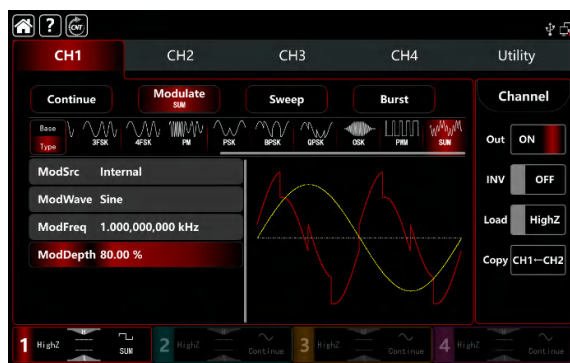 ? CNT
CH1 CH2 CH3 CH4 Utility
Continue Modulate SUM Sweep Burst Channel
Base Type 3FSK 4FSK PM PSK BPSK QPSK OSK PWM SUM
Out ON
ModSrc Internal
INV OFF
ModWave Sine
ModFreq 1.000,000,000 kHz
Load HighZ
ModDepth 80.00 %
Copy CH1←CH2
1 HighZ SUM 2 HighZ Continue 3 HighZ Continue 4 HighZ Continue